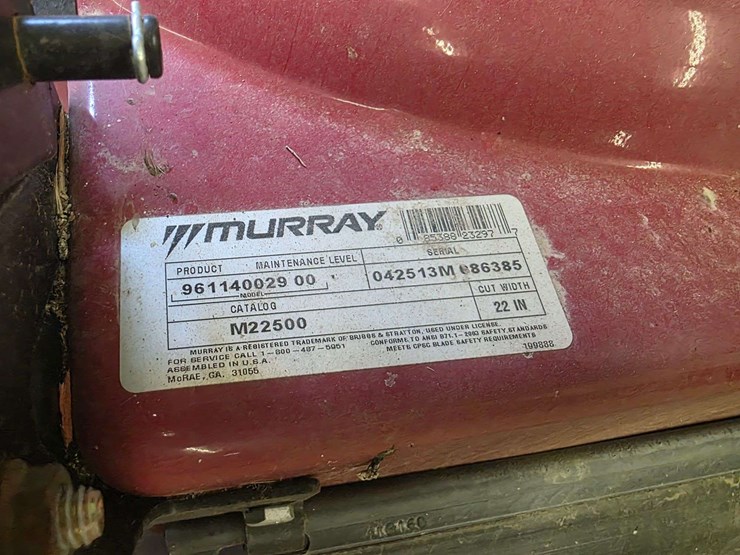 MURRAY®
0 85388 23297 7
PRODUCT MAINTENANCE LEVEL
SERIAL
961140029 00
MODEL
042513M 086385
CATALOG
CUT WIDTH
M22500
22 IN
MURRAY IS A REGISTERED TRADEMARK OF BRIGGS & STRATTON, USED UNDER LICENSE.
FOR SERVICE CALL 1-800-487-5951
CONFORMS TO ANSI B71.1-2003 SAFETY STANDARDS
ASSEMBLED IN U.S.A.
MEETS CPSC BLADE SAFETY REQUIREMENTS
McRAE, GA. 31055
199888